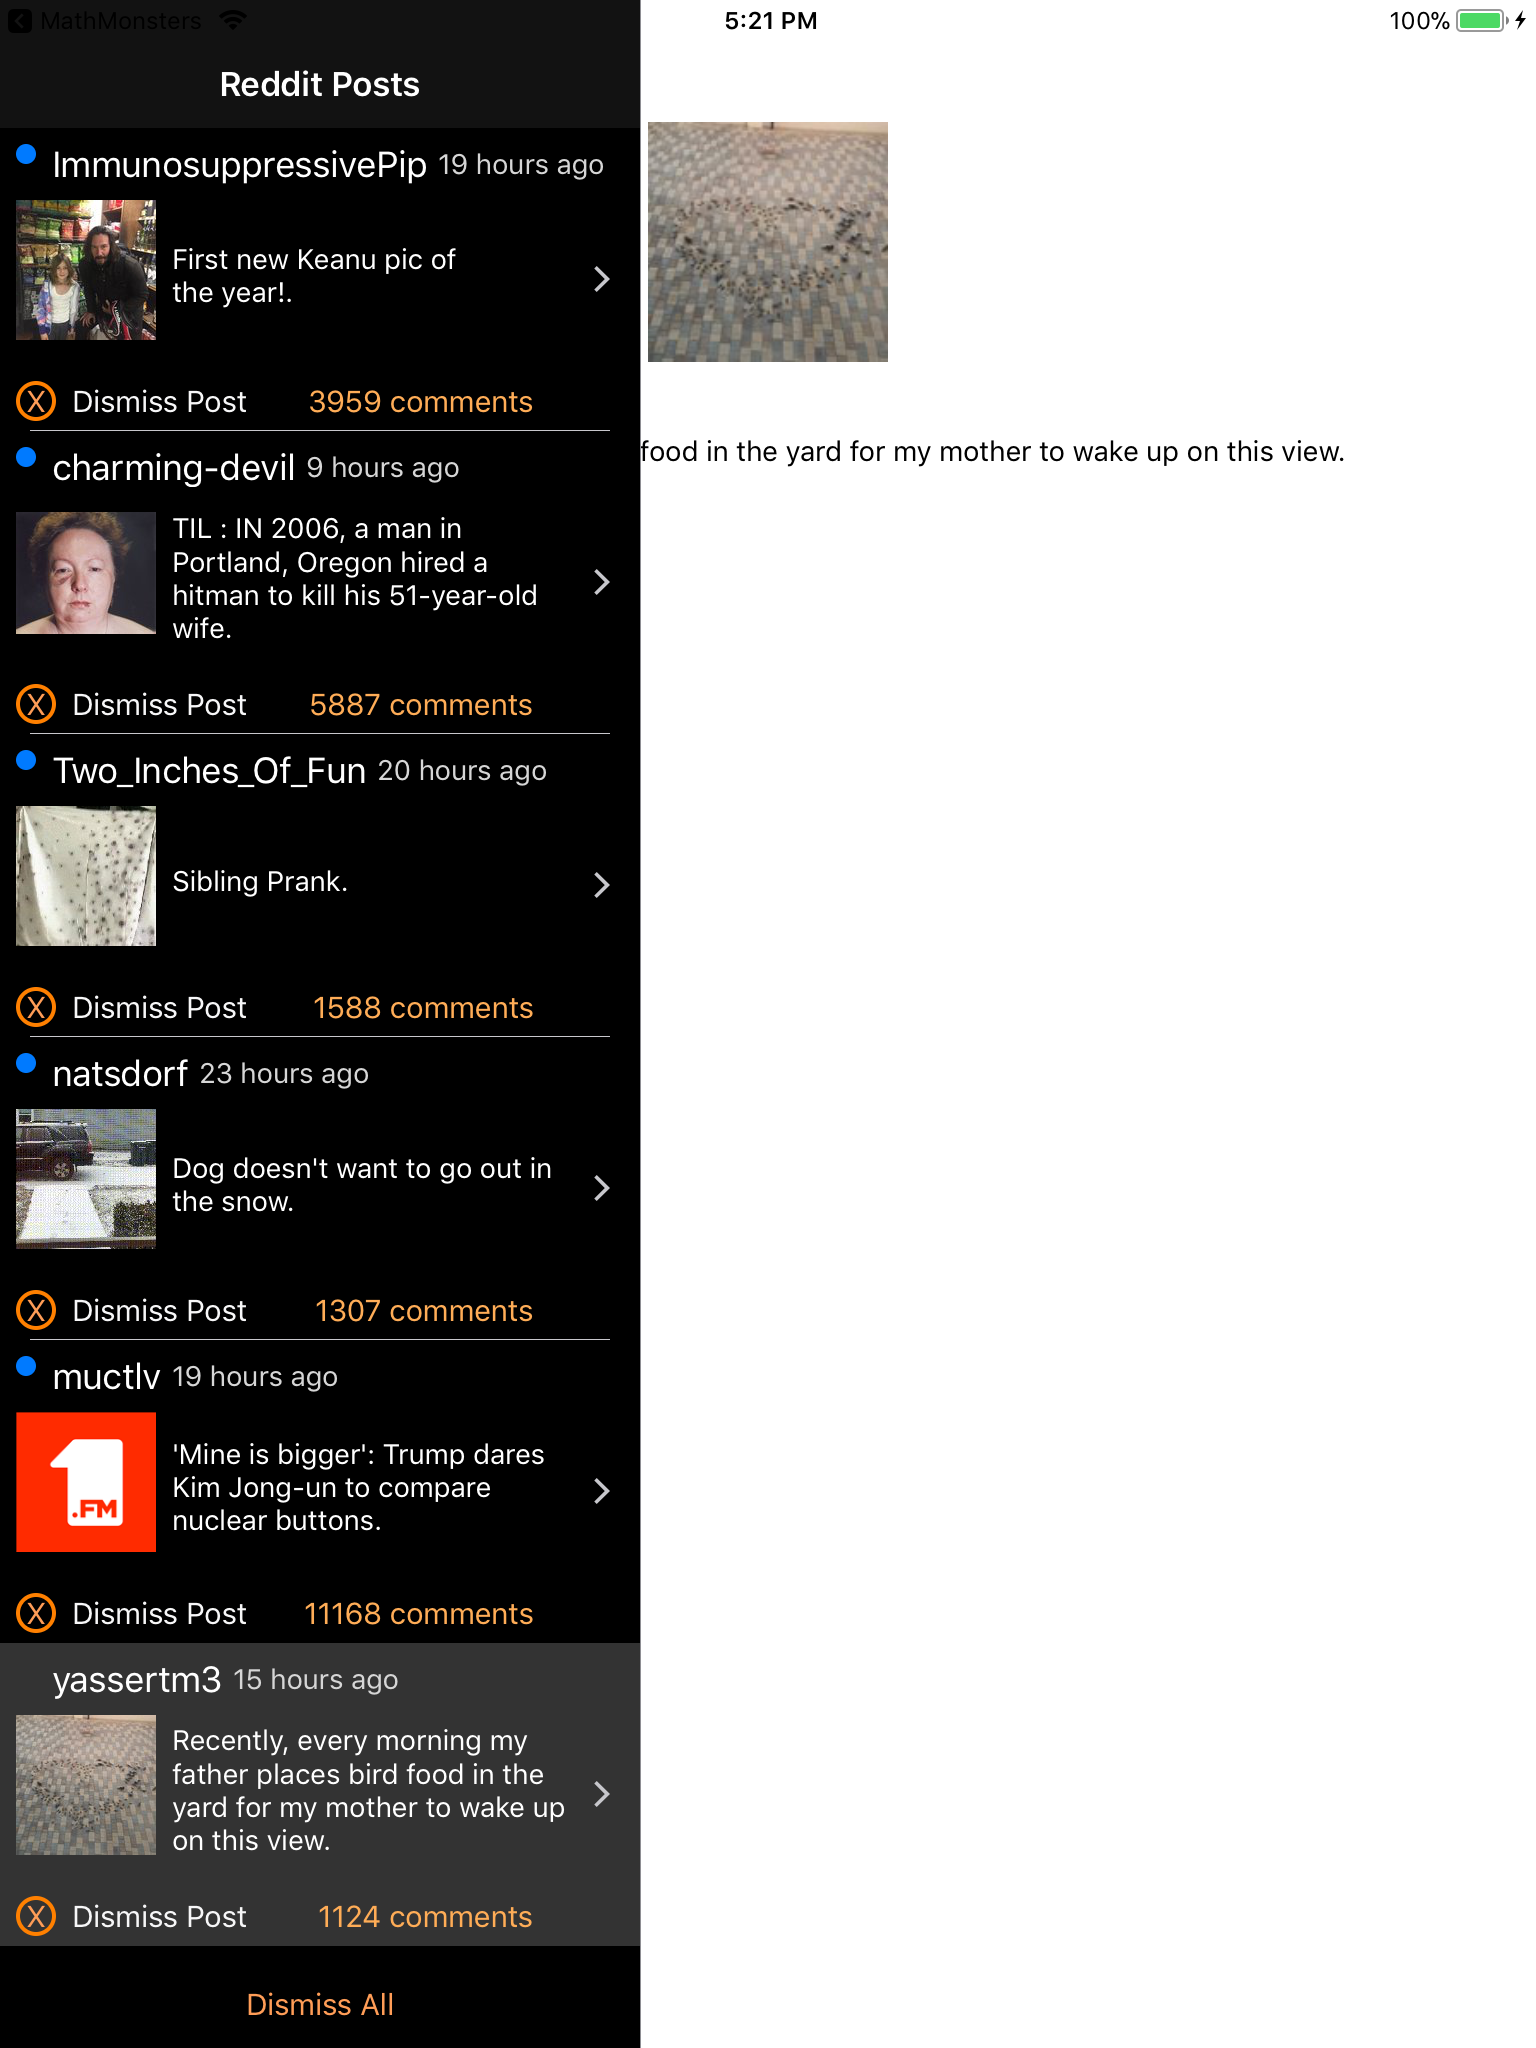 MathMonsters
5:21 PM
100%
Reddit Posts
ImmunosuppressivePip 19 hours ago
First new Keanu pic of
the year!.
X Dismiss Post 3959 comments
charming-devil 9 hours ago
TIL : IN 2006, a man in
Portland, Oregon hired a
hitman to kill his 51-year-old
wife.
X Dismiss Post 5887 comments
Two_Inches_Of_Fun 20 hours ago
Sibling Prank.
X Dismiss Post 1588 comments
natsdorf 23 hours ago
Dog doesn't want to go out in
the snow.
X Dismiss Post 1307 comments
muctlv 19 hours ago
1.FM
'Mine is bigger': Trump dares
Kim Jong-un to compare
nuclear buttons.
X Dismiss Post 11168 comments
yassertm3 15 hours ago
Recently, every morning my
father places bird food in the
yard for my mother to wake up
on this view.
X Dismiss Post 1124 comments
Dismiss All
food in the yard for my mother to wake up on this view.